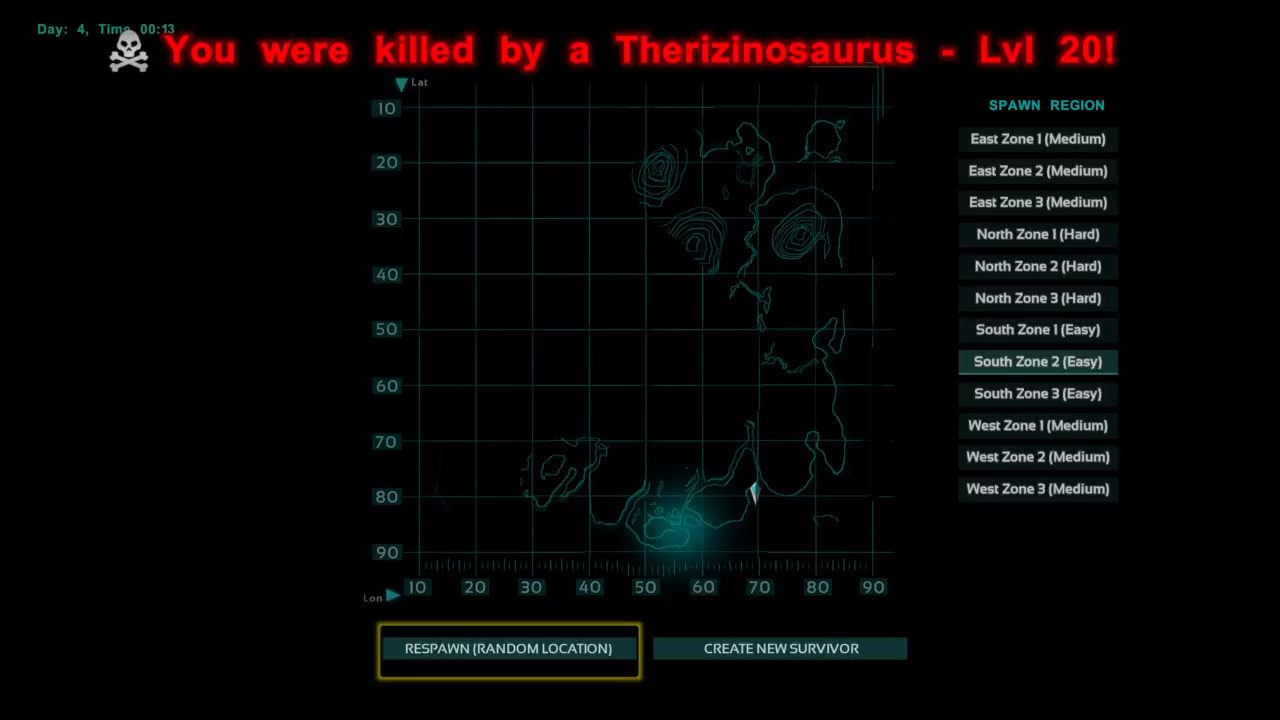 Day: 4, Time 00:13
You were killed by a Therizinosaurus - Lvl 20!
Lat
10
20
30
40
50
60
70
80
90
Lon
10 20 30 40 50 60 70 80 90
SPAWN REGION
East Zone 1 (Medium)
East Zone 2 (Medium)
East Zone 3 (Medium)
North Zone 1 (Hard)
North Zone 2 (Hard)
North Zone 3 (Hard)
South Zone 1 (Easy)
South Zone 2 (Easy)
South Zone 3 (Easy)
West Zone 1 (Medium)
West Zone 2 (Medium)
West Zone 3 (Medium)
RESPAWN (RANDOM LOCATION)
CREATE NEW SURVIVOR